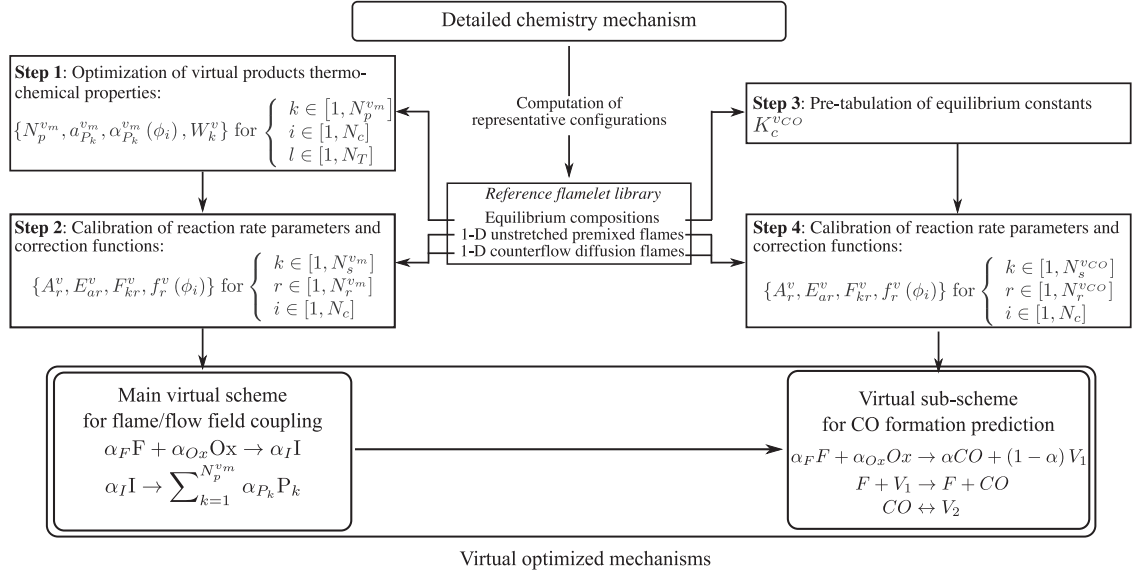 Detailed chemistry mechanism
Step 1: Optimization of virtual products thermo-
chemical properties:
{N_p^{v_m}, a_{P_k}^{v_m}, α_{P_k}^{v_m} (φ_i), W_k^v} for { k ∈ [1, N_p^{v_m}]
i ∈ [1, N_c]
l ∈ [1, N_T]
Computation of
representative configurations
Step 3: Pre-tabulation of equilibrium constants
K_c^{v_{CO}}
Reference flamelet library
Equilibrium compositions
1-D unstretched premixed flames
1-D counterflow diffusion flames
Step 2: Calibration of reaction rate parameters and
correction functions:
{A_r^v, E_{ar}^v, F_{kr}^v, f_r^v (φ_i)} for { k ∈ [1, N_s^{v_m}]
r ∈ [1, N_r^{v_m}]
i ∈ [1, N_c]
Step 4: Calibration of reaction rate parameters and
correction functions:
{A_r^v, E_{ar}^v, F_{kr}^v, f_r^v (φ_i)} for { k ∈ [1, N_s^{v_{CO}}]
r ∈ [1, N_r^{v_{CO}}]
i ∈ [1, N_c]
Main virtual scheme
for flame/flow field coupling
α_F F + α_{Ox} Ox → α_I I
α_I I → ∑_{k=1}^{N_p^{v_m}} α_{P_k} P_k
Virtual sub-scheme
for CO formation prediction
α_F F + α_{Ox} Ox → αCO + (1 − α) V_1
F + V_1 → F + CO
CO ↔ V_2
Virtual optimized mechanisms